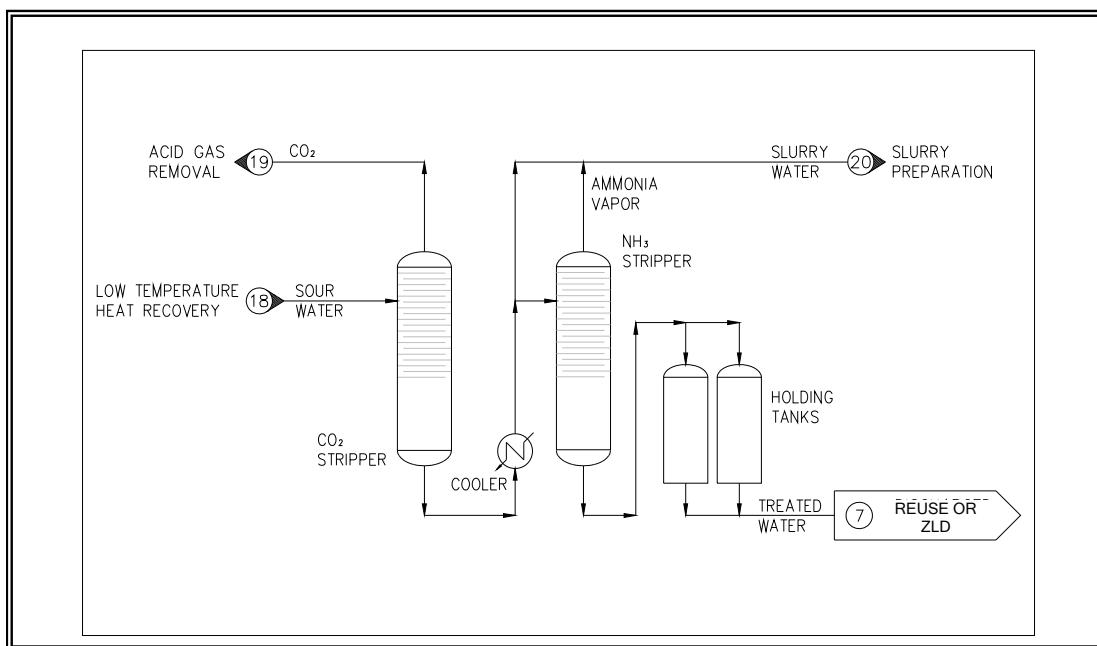 ACID GAS
REMOVAL
19
CO₂
SLURRY
WATER
20
SLURRY
PREPARATION
AMMONIA
VAPOR
NH₃
STRIPPER
LOW TEMPERATURE
HEAT RECOVERY
18
SOUR
WATER
HOLDING
TANKS
CO₂
STRIPPER
COOLER
TREATED
WATER
7
REUSE OR
ZLD